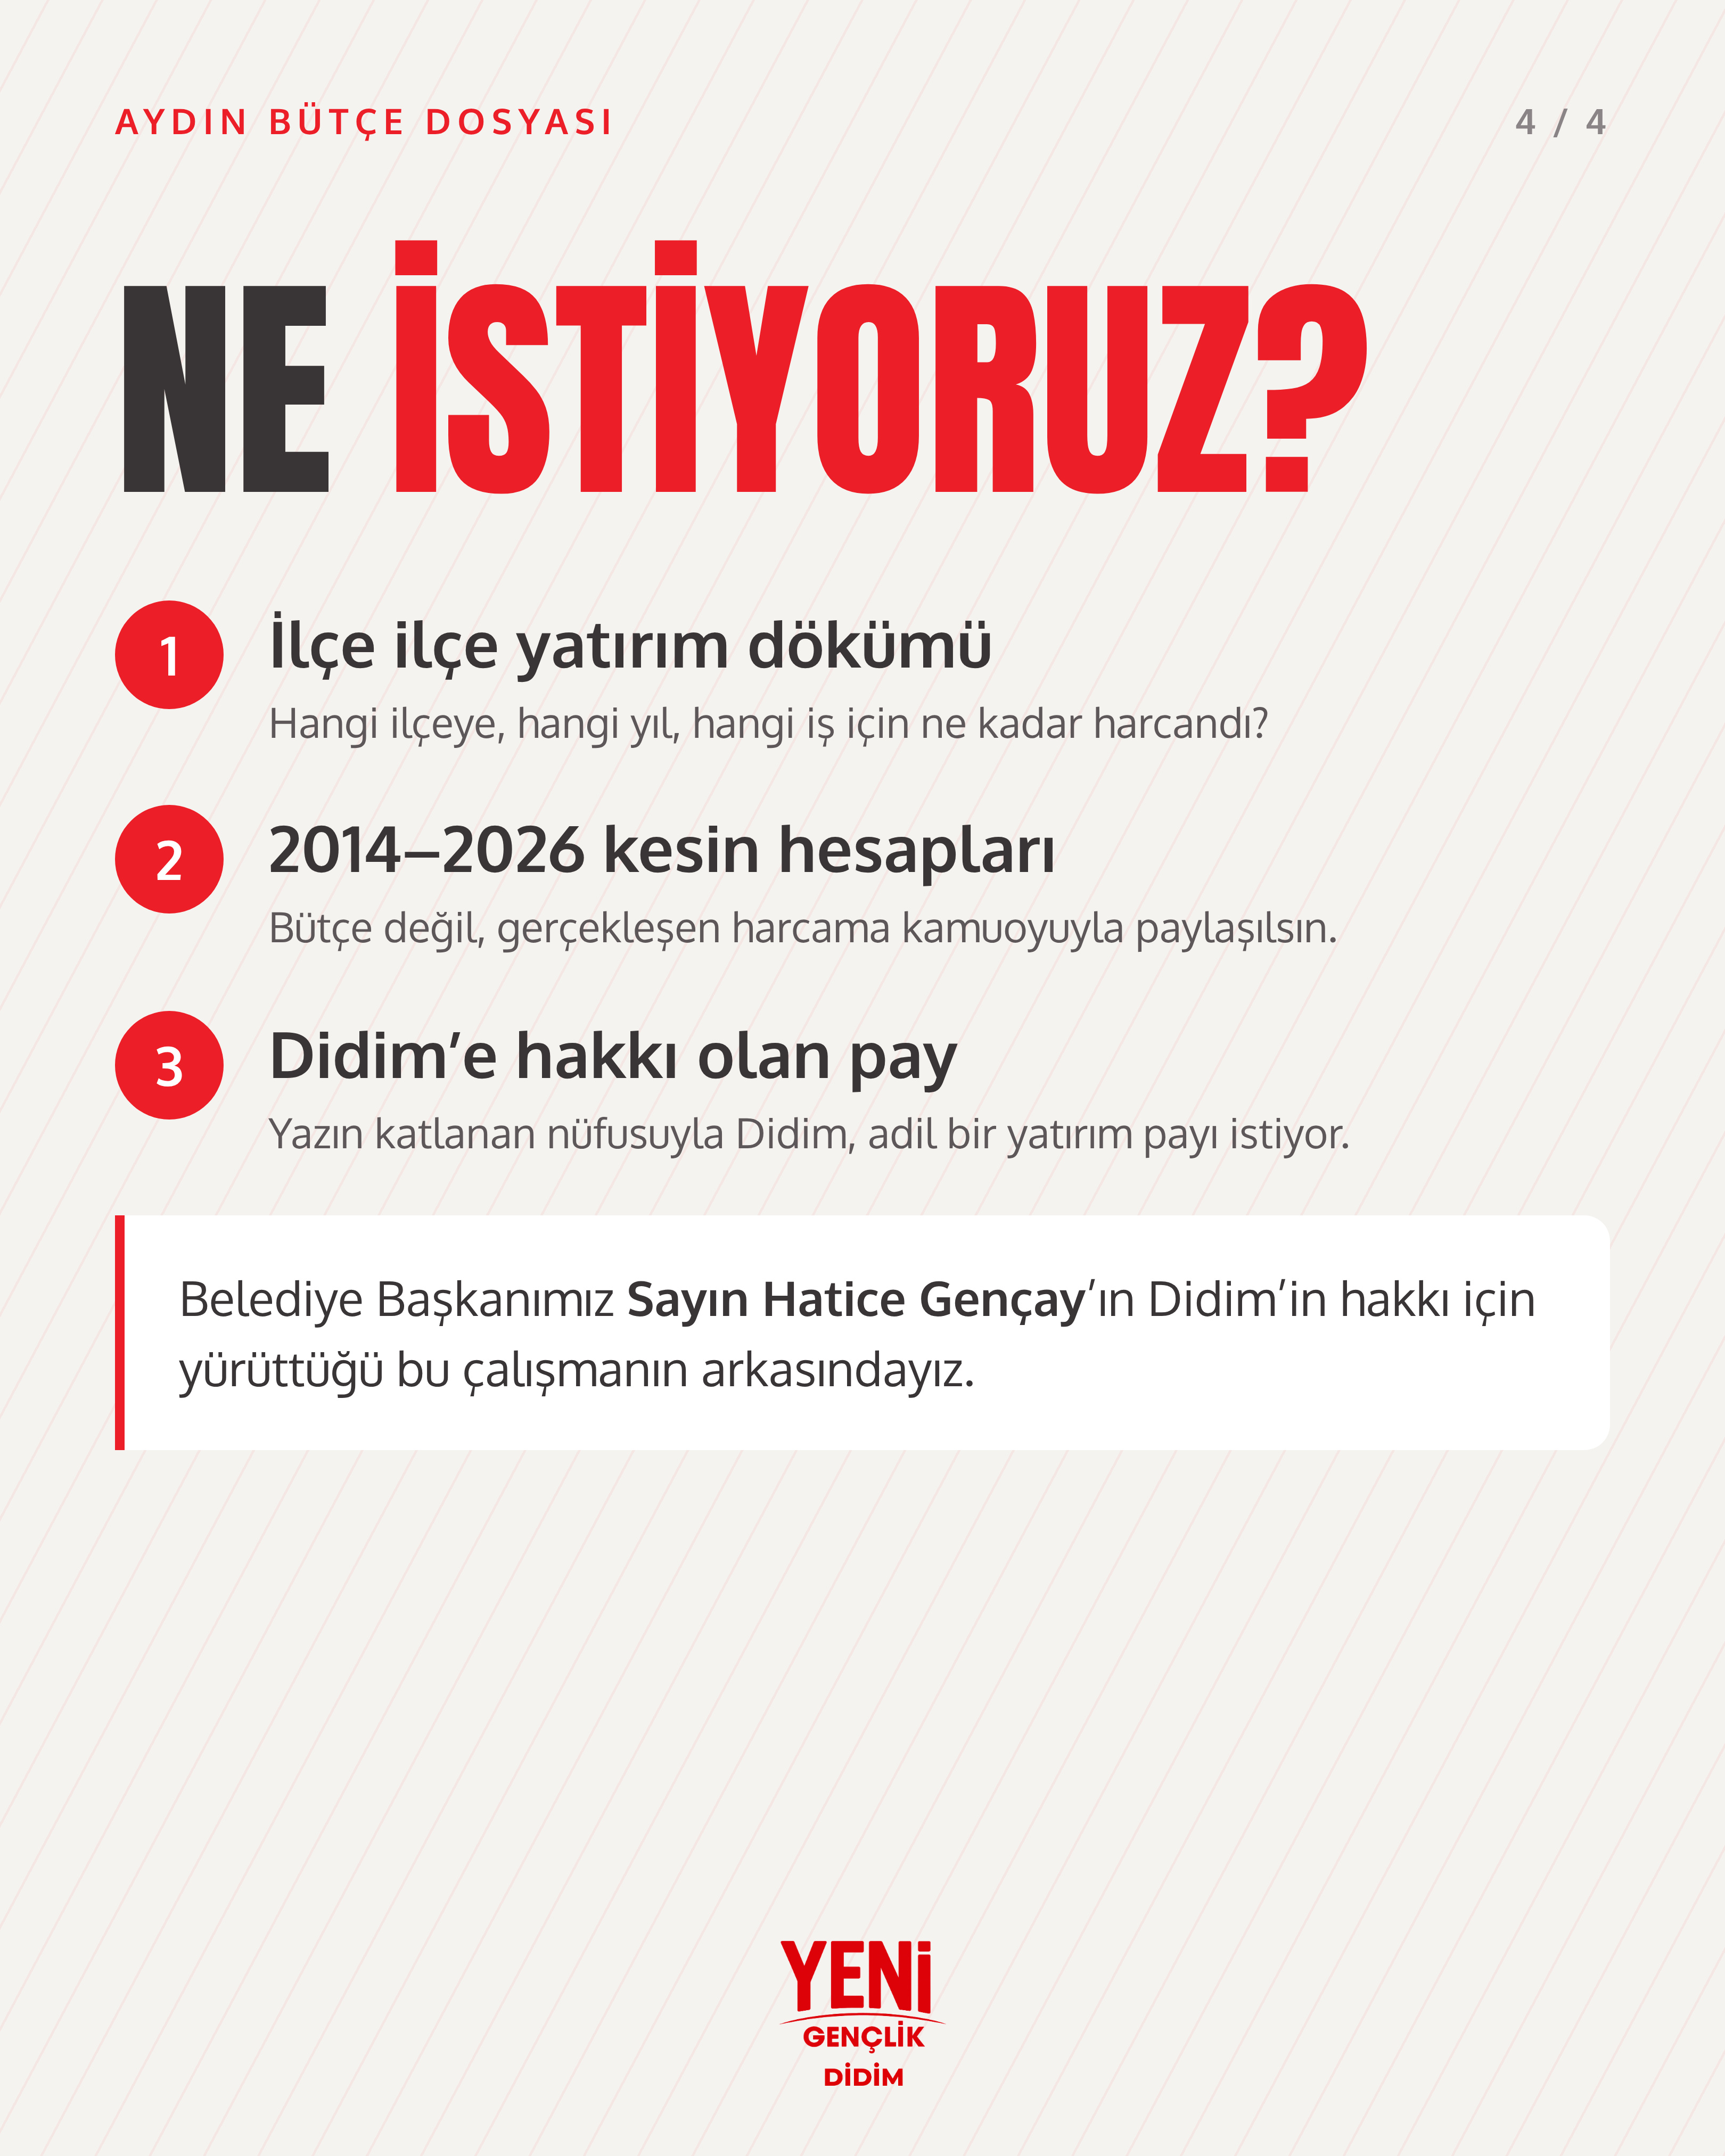 AYDIN BÜTÇE DOSYASI
4 / 4
NE İSTİYORUZ?
1
İlçe ilçe yatırım dökümü
Hangi ilçeye, hangi yıl, hangi iş için ne kadar harcandı?
2
2014–2026 kesin hesapları
Bütçe değil, gerçekleşen harcama kamuoyuyla paylaşılsın.
3
Didim’e hakkı olan pay
Yazın katlanan nüfusuyla Didim, adil bir yatırım payı istiyor.
Belediye Başkanımız Sayın Hatice Gençay’ın Didim’in hakkı için
yürüttüğü bu çalışmanın arkasındayız.
YENİ
GENÇLİK
DİDİM